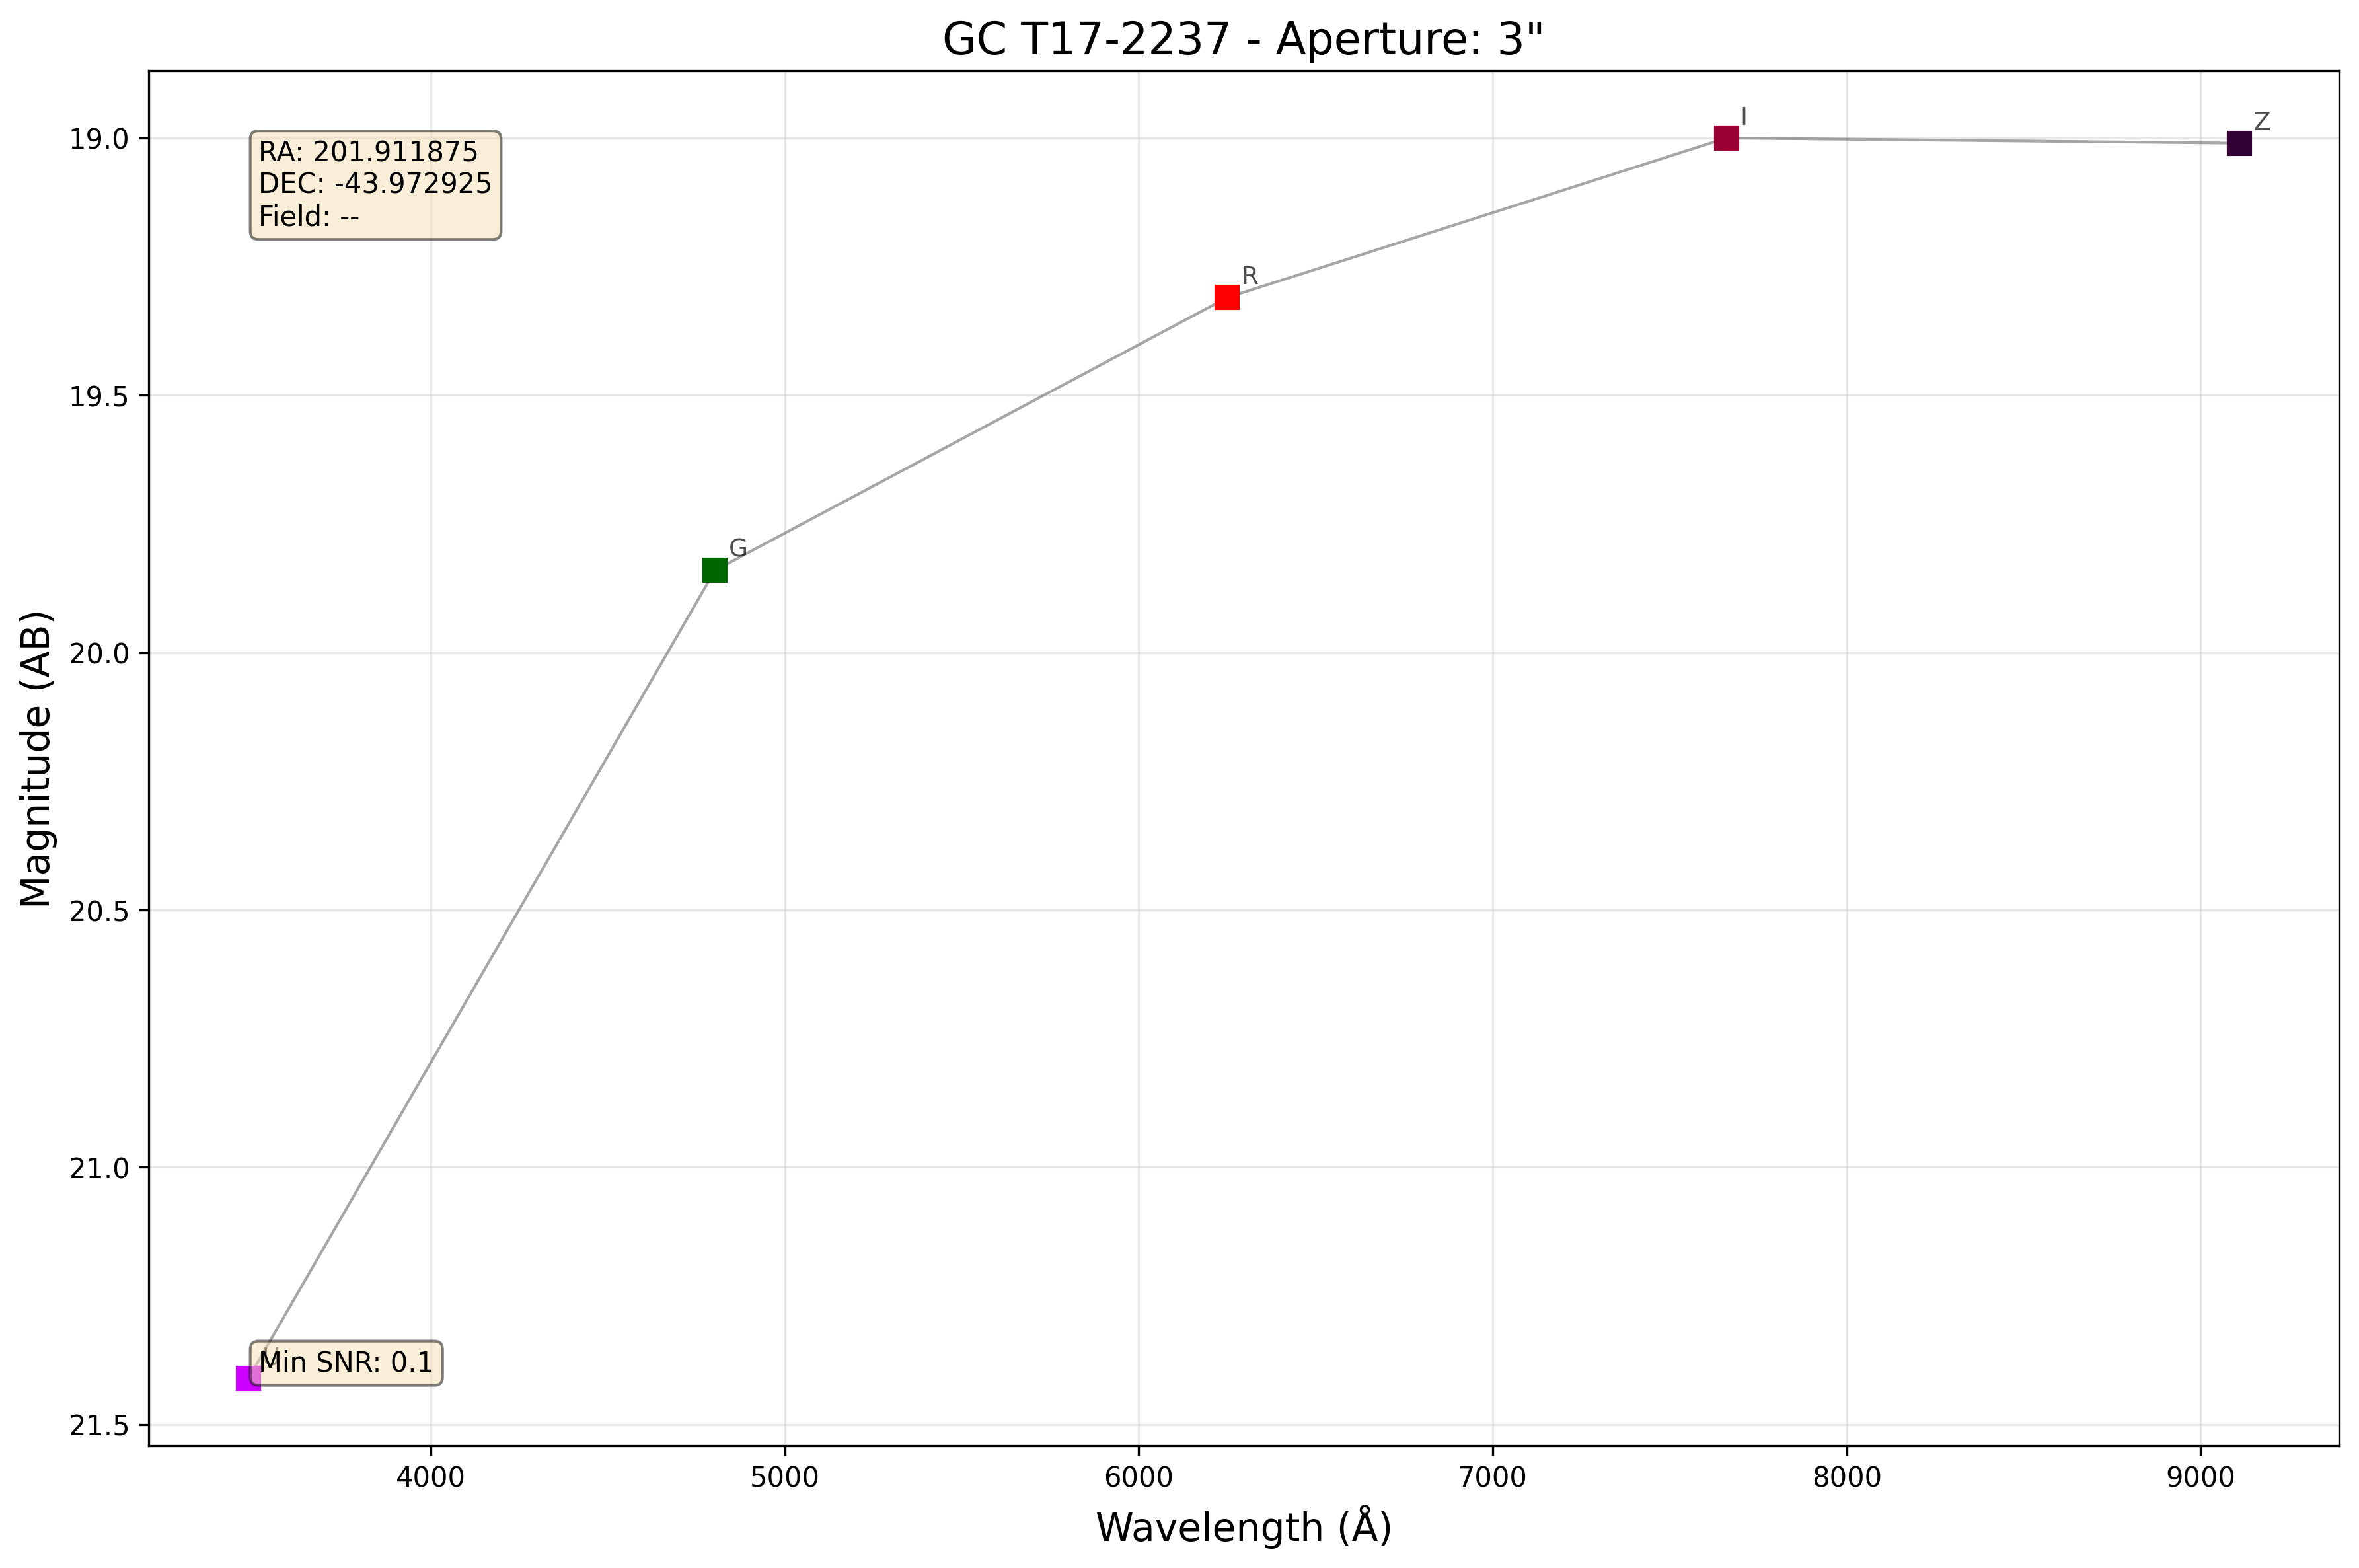 GC T17-2237 - Aperture: 3"
RA: 201.911875
DEC: -43.972925
Field: --
I
Z
R
G
Min SNR: 0.1
19.0
19.5
20.0
20.5
21.0
21.5
Magnitude (AB)
4000
5000
6000
7000
8000
9000
Wavelength (Å)